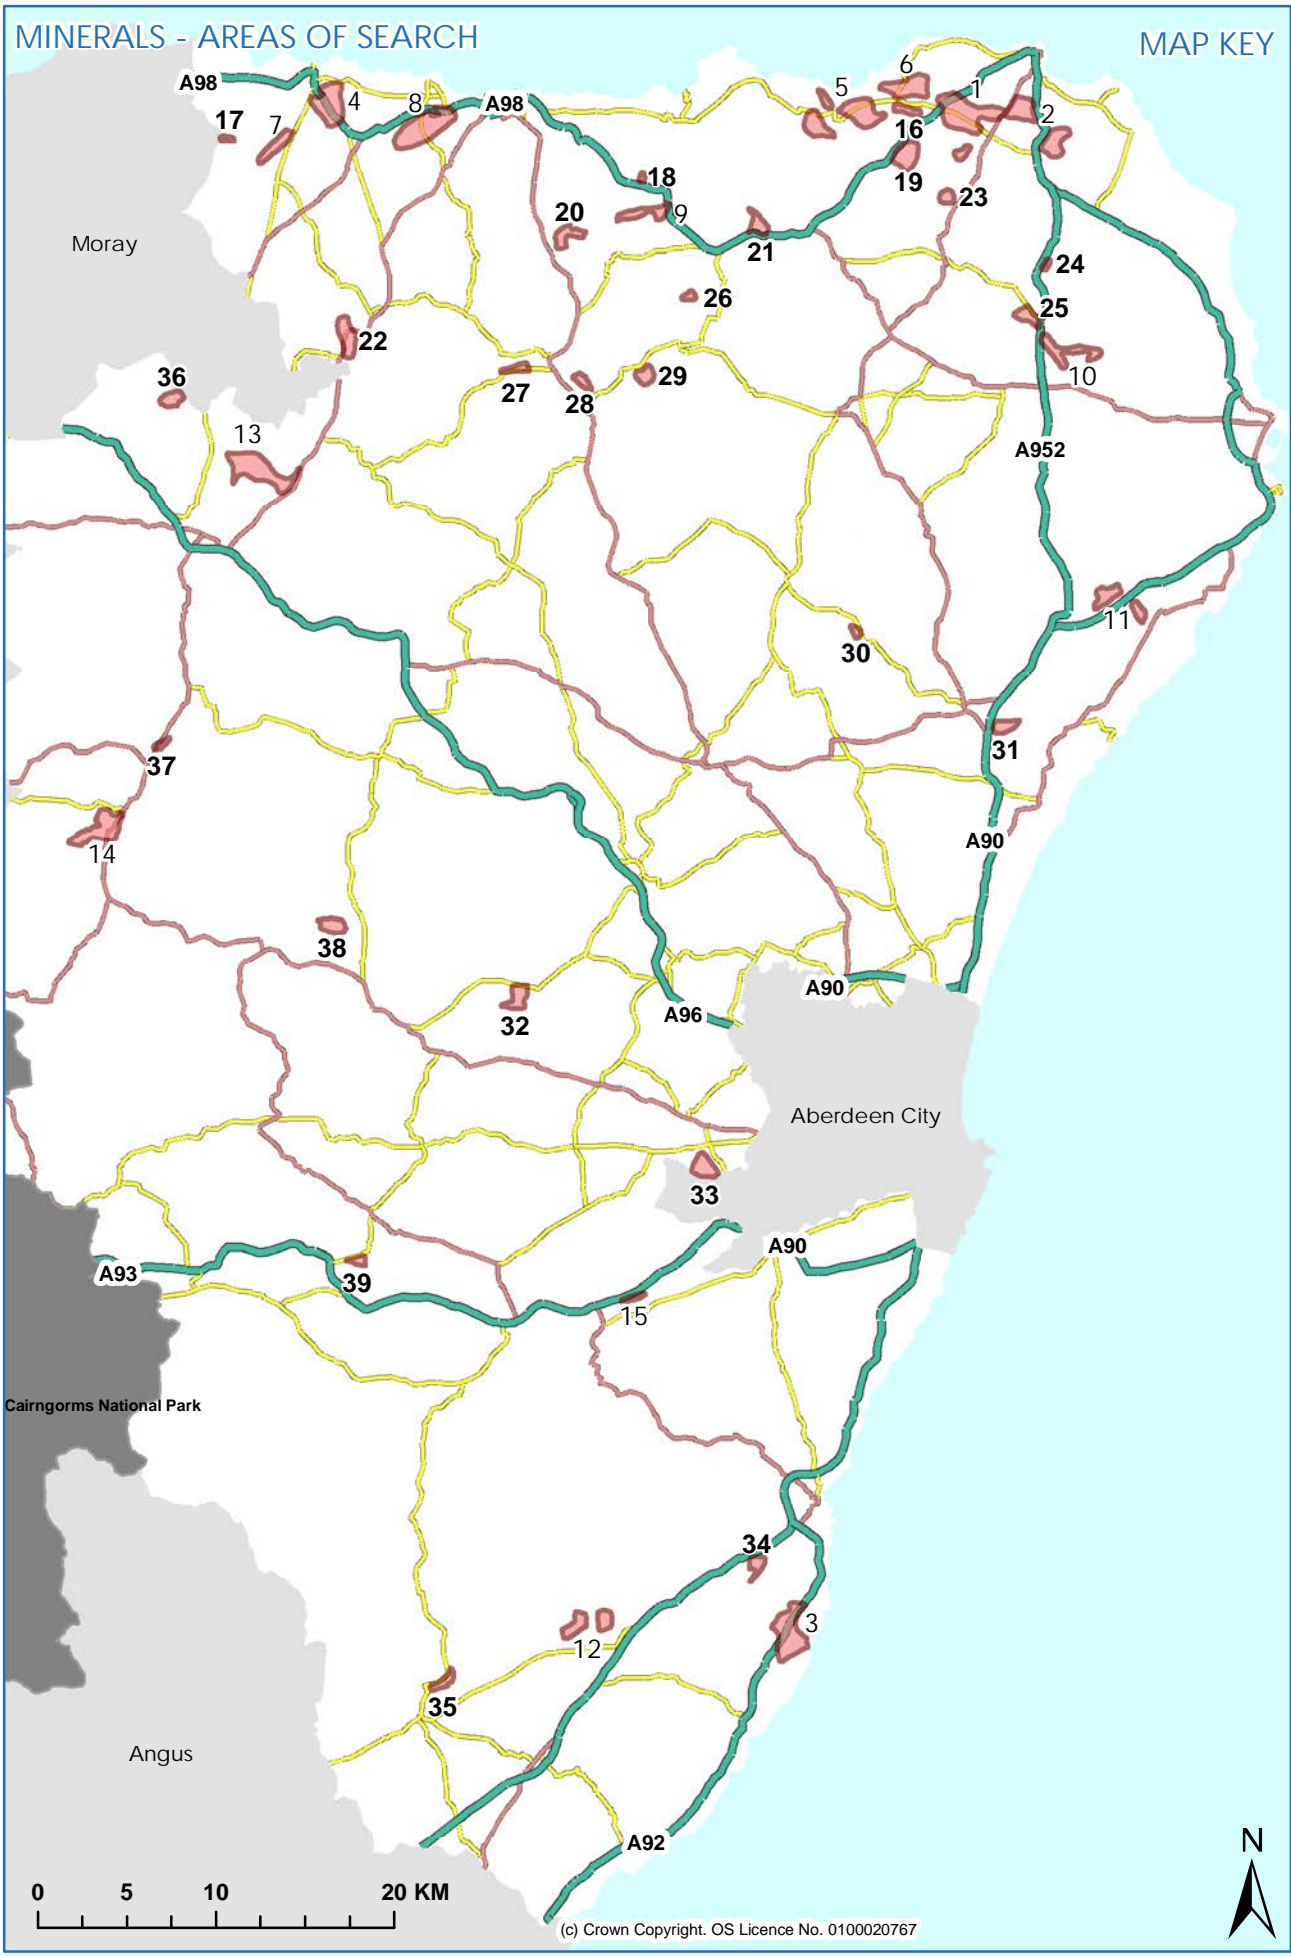 MINERALS - AREAS OF SEARCH
MAP KEY
A98
17
7
4
8
A98
5
6
1
2
16
19
23
18
9
20
21
24
25
26
10
Moray
22
36
27
28
29
13
A952
11
30
31
37
14
A90
38
32
A96
A90
Aberdeen City
33
A93
39
A90
15
Cairngorms National Park
34
3
12
35
Angus
A92
N
0 5 10 20 KM
(c) Crown Copyright. OS Licence No. 0100020767